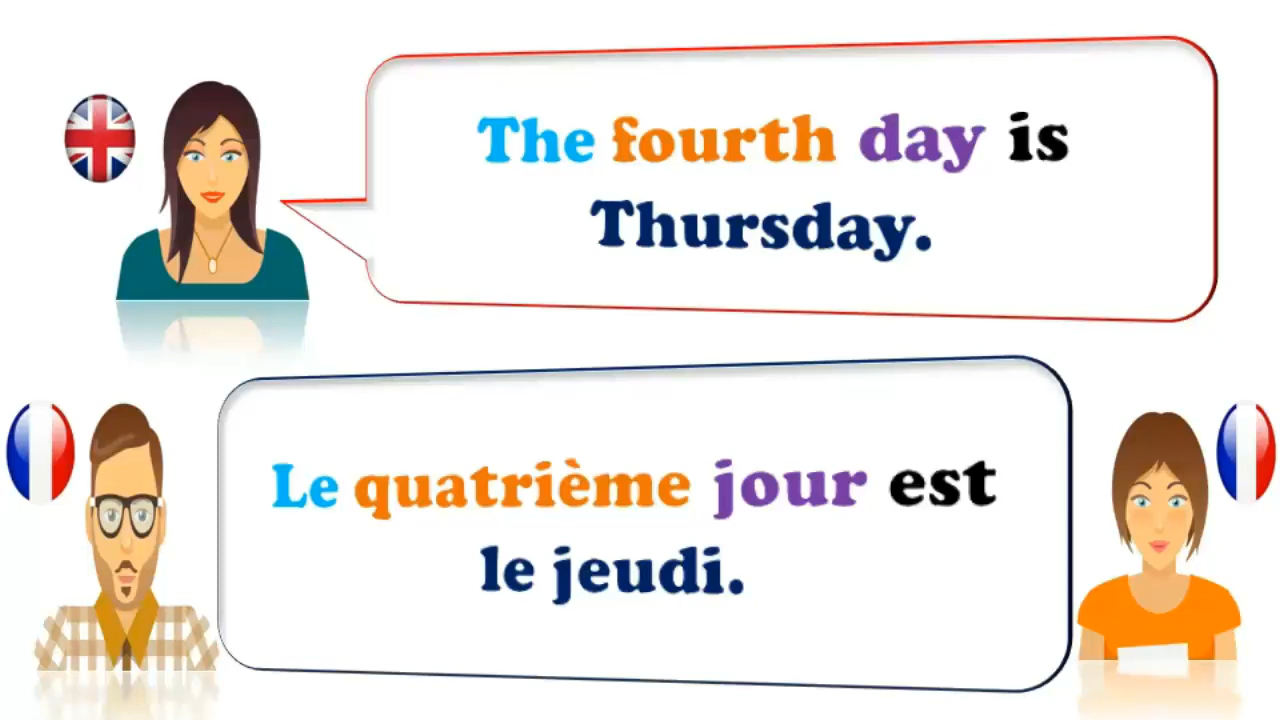 The fourth day is
Thursday.
Le quatrième jour est
le jeudi.